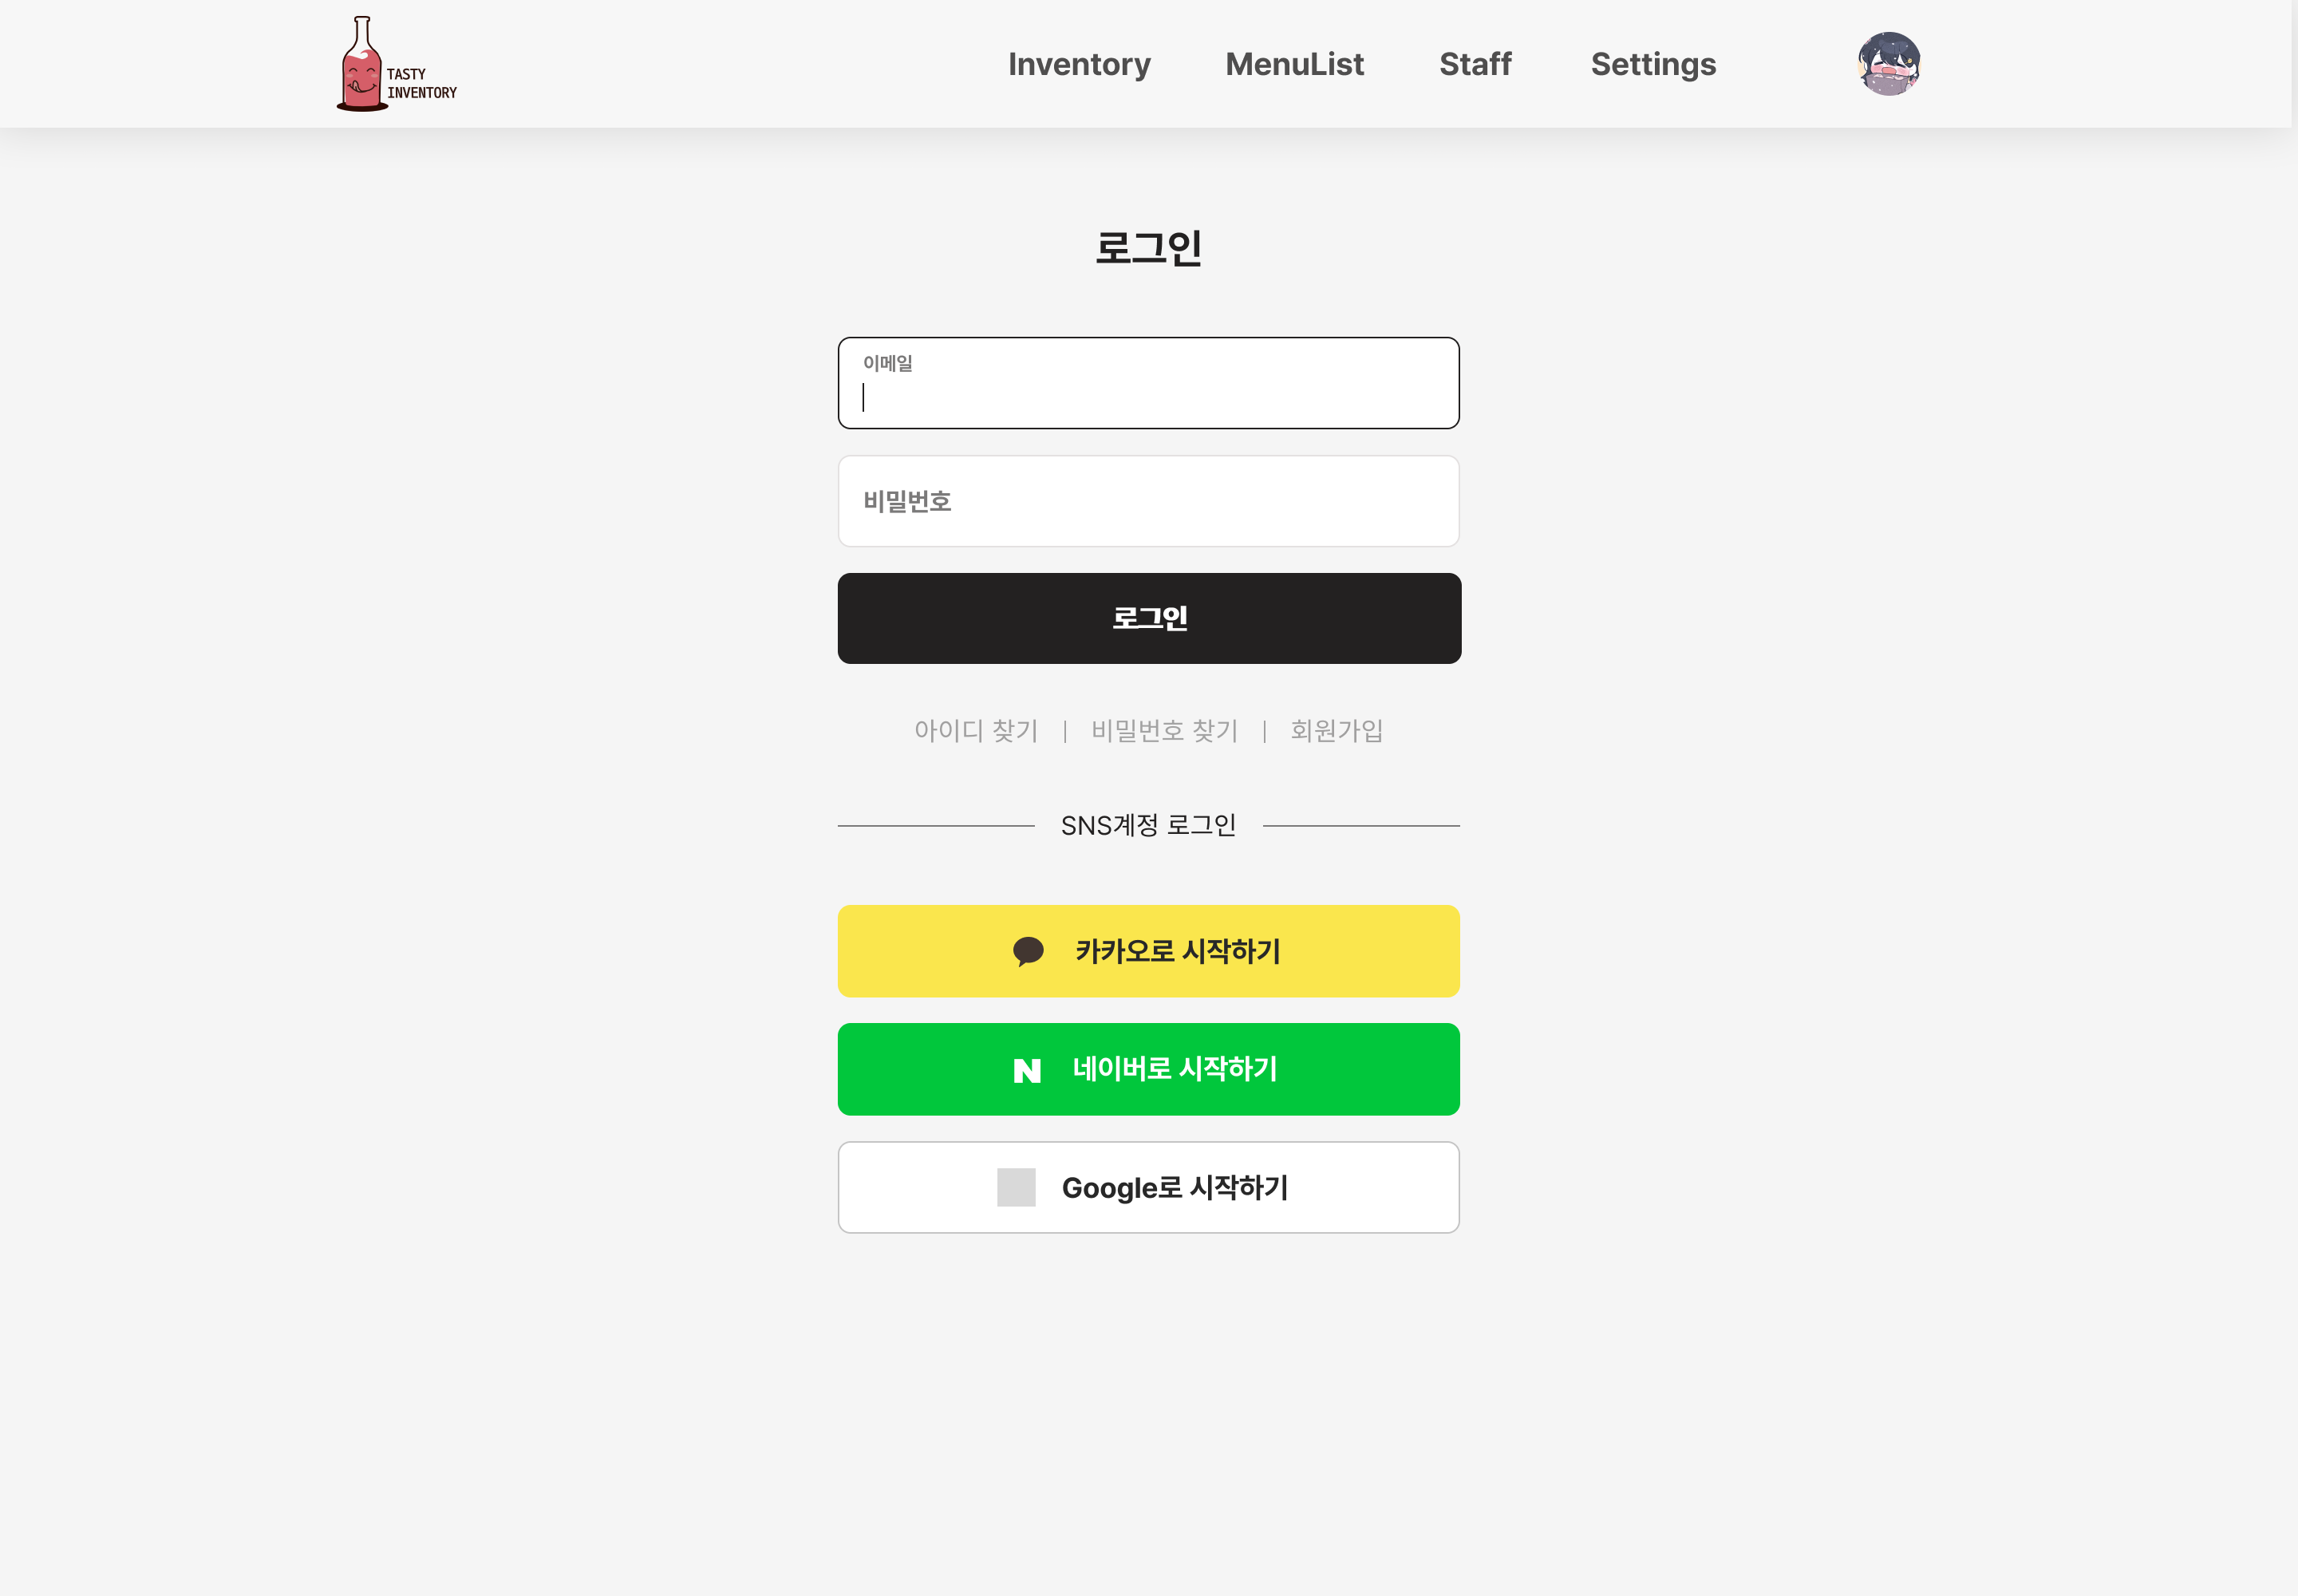 TASTY
INVENTORY
Inventory
MenuList
Staff
Settings
로그인
이메일
비밀번호
로그인
아이디 찾기 | 비밀번호 찾기 | 회원가입
SNS계정 로그인
카카오로 시작하기
N 네이버로 시작하기
Google로 시작하기